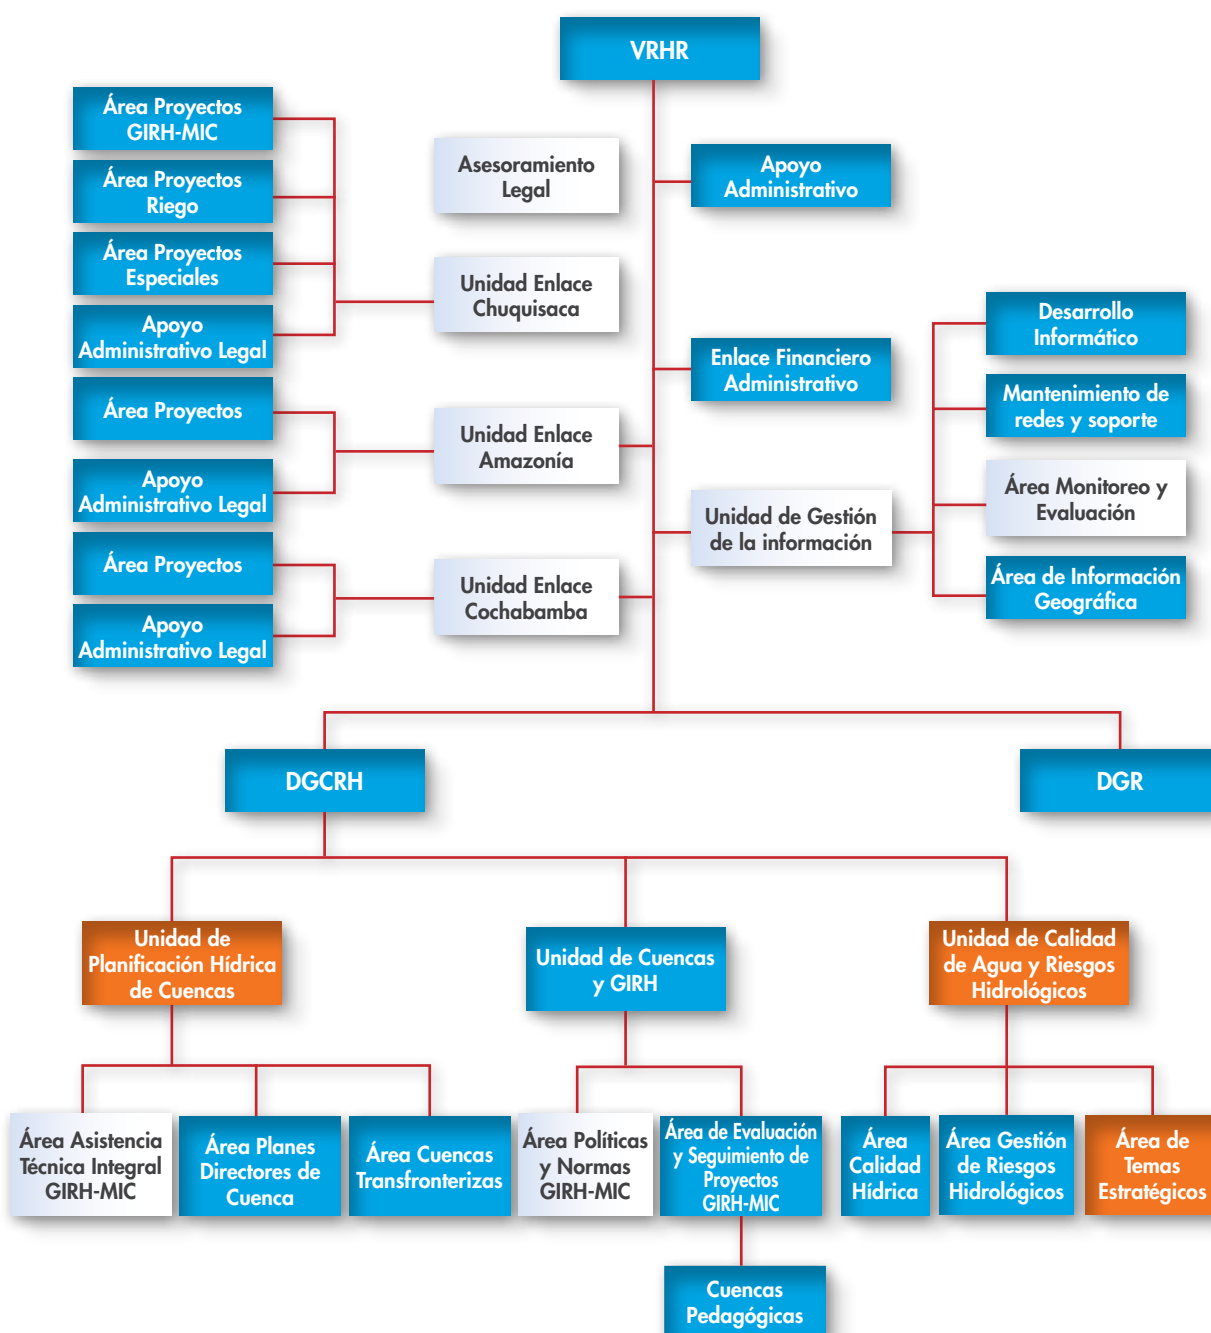 VRHR
Área Proyectos
GIRH-MIC
Área Proyectos
Riego
Área Proyectos
Especiales
Apoyo
Administrativo Legal
Área Proyectos
Apoyo
Administrativo Legal
Área Proyectos
Apoyo
Administrativo Legal
Asesoramiento
Legal
Unidad Enlace
Chuquisaca
Unidad Enlace
Amazonía
Unidad Enlace
Cochabamba
Apoyo
Administrativo
Enlace Financiero
Administrativo
Unidad de Gestión
de la información
Desarrollo
Informático
Mantenimiento de
redes y soporte
Área Monitoreo y
Evaluación
Área de Información
Geográfica
DGCRH
DGR
Unidad de
Planificación Hídrica
de Cuencas
Unidad de Cuencas
y GIRH
Unidad de Calidad
de Agua y Riesgos
Hidrológicos
Área Asistencia
Técnica Integral
GIRH-MIC
Área Planes
Directores de
Cuenca
Área Cuencas
Transfronterizas
Área Políticas
y Normas
GIRH-MIC
Área de Evaluación
y Seguimiento de
Proyectos
GIRH-MIC
Área
Calidad
Hídrica
Área Gestión
de Riesgos
Hidrológicos
Área de
Temas
Estratégicos
Cuencas
Pedagógicas